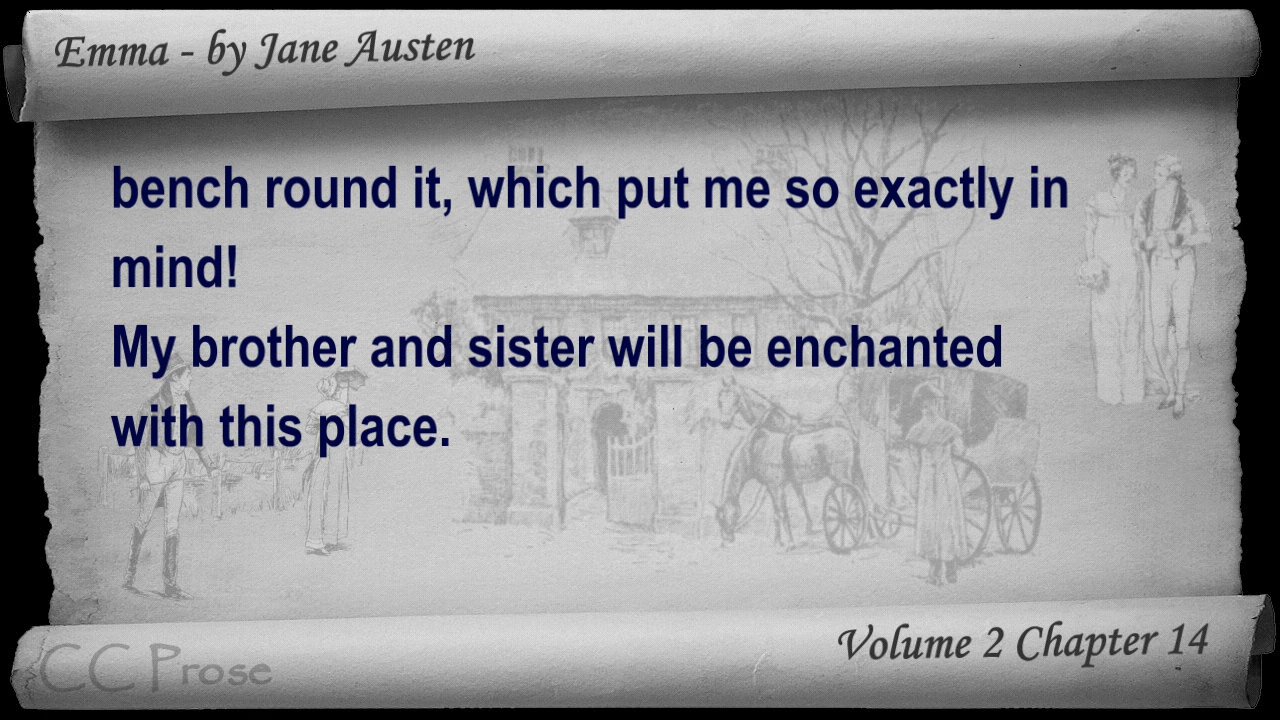 Emma - by Jane Austen
bench round it, which put me so exactly in
mind!
My brother and sister will be enchanted
with this place.
Volume 2 Chapter 14
CC Prose